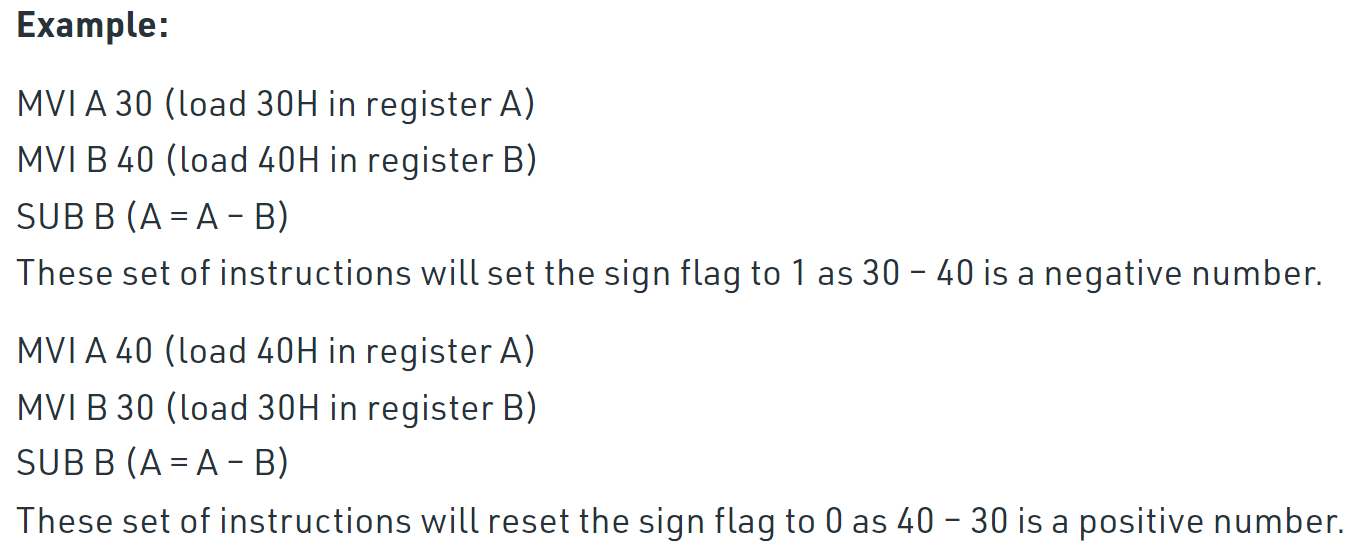 Example:
MVI A 30 (load 30H in register A)
MVI B 40 (load 40H in register B)
SUB B (A = A – B)
These set of instructions will set the sign flag to 1 as 30 – 40 is a negative number.
MVI A 40 (load 40H in register A)
MVI B 30 (load 30H in register B)
SUB B (A = A – B)
These set of instructions will reset the sign flag to 0 as 40 – 30 is a positive number.